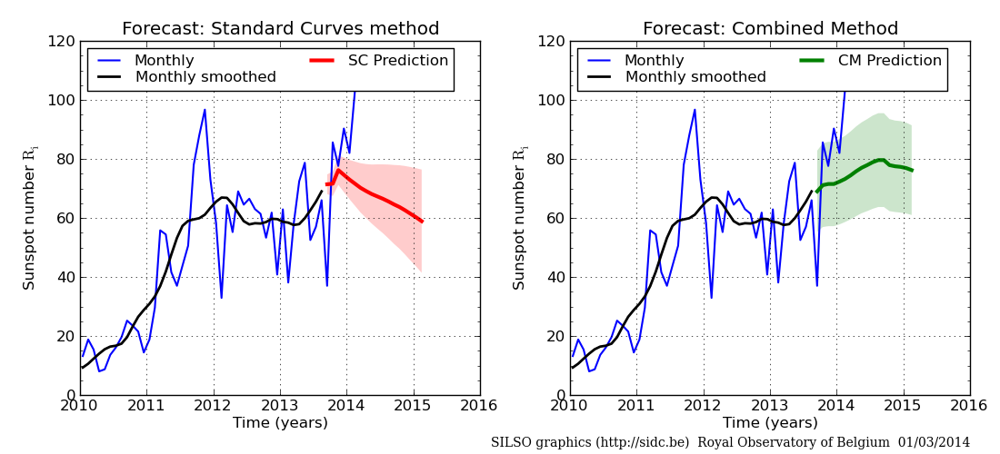 Forecast: Standard Curves method
120
100
80
60
40
20
0
Sunspot number Ri
Monthly
Monthly smoothed
SC Prediction
2010 2011 2012 2013 2014 2015 2016
Time (years)
Forecast: Combined Method
120
100
80
60
40
20
0
Sunspot number Ri
Monthly
Monthly smoothed
CM Prediction
2010 2011 2012 2013 2014 2015 2016
Time (years)
SILSO graphics (http://sidc.be) Royal Observatory of Belgium 01/03/2014